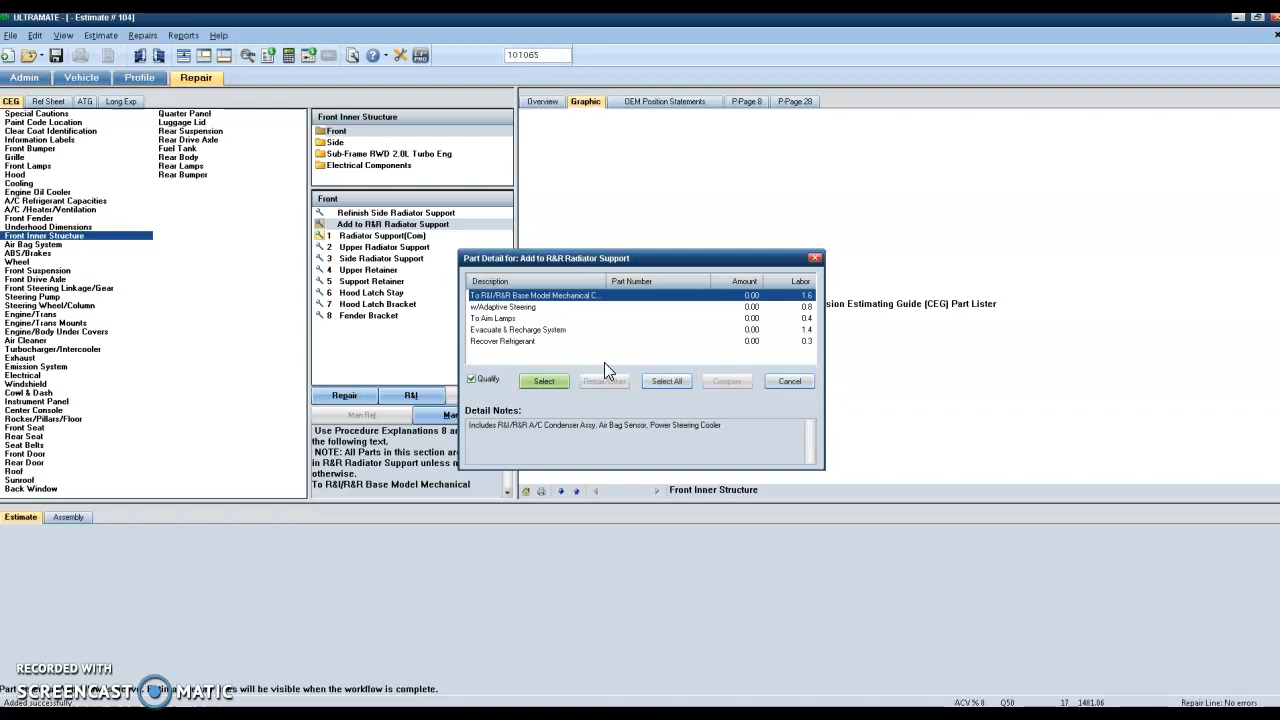 ULTRAMATE - [ - Estimate # 104]
File Edit View Estimate Repairs Reports Help
101065
Admin Vehicle Profile Repair
CEG Ref Sheet ATG Long Exp.
Special Cautions
Paint Code Location
Clear Coat Identification
Information Labels
Front Bumper
Grille
Front Lamps
Hood
Cooling
Engine Oil Cooler
A/C Refrigerant Capacities
A/C /Heater/Ventilation
Front Fender
Underhood Dimensions
Front Inner Structure
Air Bag System
ABS/Brakes
Wheel
Front Suspension
Front Drive Axle
Front Steering Linkage/Gear
Steering Pump
Steering Wheel/Column
Engine/Trans
Engine/Trans Mounts
Engine/Body Under Covers
Air Cleaner
Turbocharger/Intercooler
Exhaust
Emission System
Electrical
Windshield
Cowl & Dash
Instrument Panel
Center Console
Rocker/Pillars/Floor
Front Seat
Rear Seat
Seat Belts
Front Door
Rear Door
Roof
Sunroof
Back Window
Quarter Panel
Luggage Lid
Rear Suspension
Rear Drive Axle
Fuel Tank
Rear Body
Rear Lamps
Rear Bumper
Front Inner Structure
Front
Side
Sub-Frame RWD 2.0L Turbo Eng
Electrical Components
Front
Refinish Side Radiator Support
Add to R&R Radiator Support
1 Radiator Support(Com)
2 Upper Radiator Support
3 Side Radiator Support
4 Upper Retainer
5 Support Retainer
6 Hood Latch Stay
7 Hood Latch Bracket
8 Fender Bracket
Repair R&I
Man Ref
Use Procedure Explanations 8 an
the following text.
NOTE: All Parts in this section are
in R&R Radiator Support unless n
otherwise.
To R&I/R&R Base Model Mechanical
Overview Graphic OEM Position Statements P-Page 8 P-Page 28
sion Estimating Guide (CEG) Part Lister
Front Inner Structure
Part Detail for: Add to R&R Radiator Support
Description Part Number Amount Labor
To R&I/R&R Base Model Mechanical C... 0.00 1.6
w/Adaptive Steering 0.00 0.8
To Aim Lamps 0.00 0.4
Evacuate & Recharge System 0.00 1.4
Recover Refrigerant 0.00 0.3
Qualify Select Select All Compare Cancel
Detail Notes:
Includes R&I/R&R A/C Condenser Assy, Air Bag Sensor, Power Steering Cooler
Estimate Assembly
RECORDED WITH
SCREENCAST MATIC
will be visible when the workflow is complete.
Added successfully
ACV % 8 Q50 17 1481.06 Repair Line: No errors